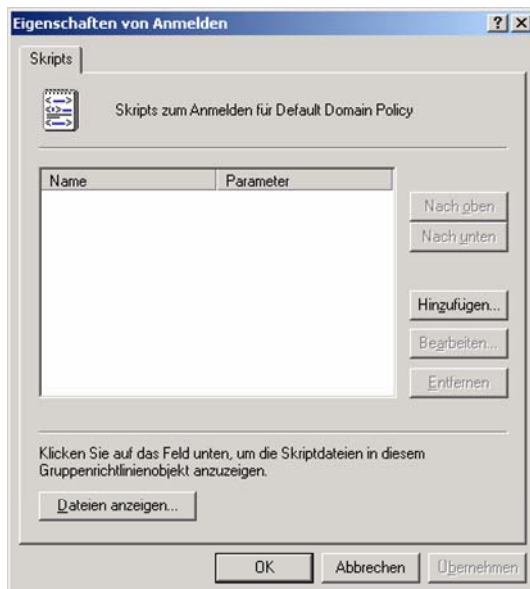 Eigenschaften von Anmelden
Skripts
Skripts zum Anmelden für Default Domain Policy
Name Parameter
Nach oben
Nach unten
Hinzufügen...
Bearbeiten...
Entfernen
Klicken Sie auf das Feld unten, um die Skriptdateien in diesem
Gruppenrichtlinienobjekt anzuzeigen.
Dateien anzeigen...
OK Abbrechen Übernehmen